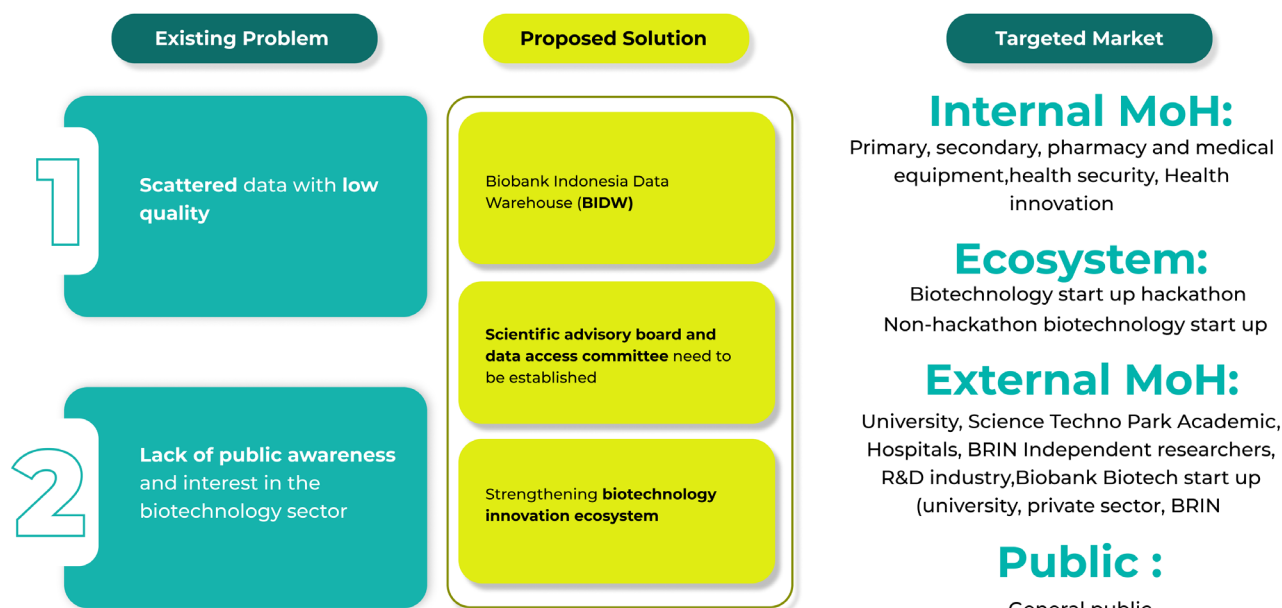 Existing Problem
1
Scattered data with low
quality
2
Lack of public awareness
and interest in the
biotechnology sector
Proposed Solution
Biobank Indonesia Data
Warehouse (BIDW)
Scientific advisory board and
data access committee need to
be established
Strengthening biotechnology
innovation ecosystem
Targeted Market
Internal MoH:
Primary, secondary, pharmacy and medical
equipment,health security, Health
innovation
Ecosystem:
Biotechnology start up hackathon
Non-hackathon biotechnology start up
External MoH:
University, Science Techno Park Academic,
Hospitals, BRIN Independent researchers,
R&D industry,Biobank Biotech start up
(university, private sector, BRIN
Public :
General public